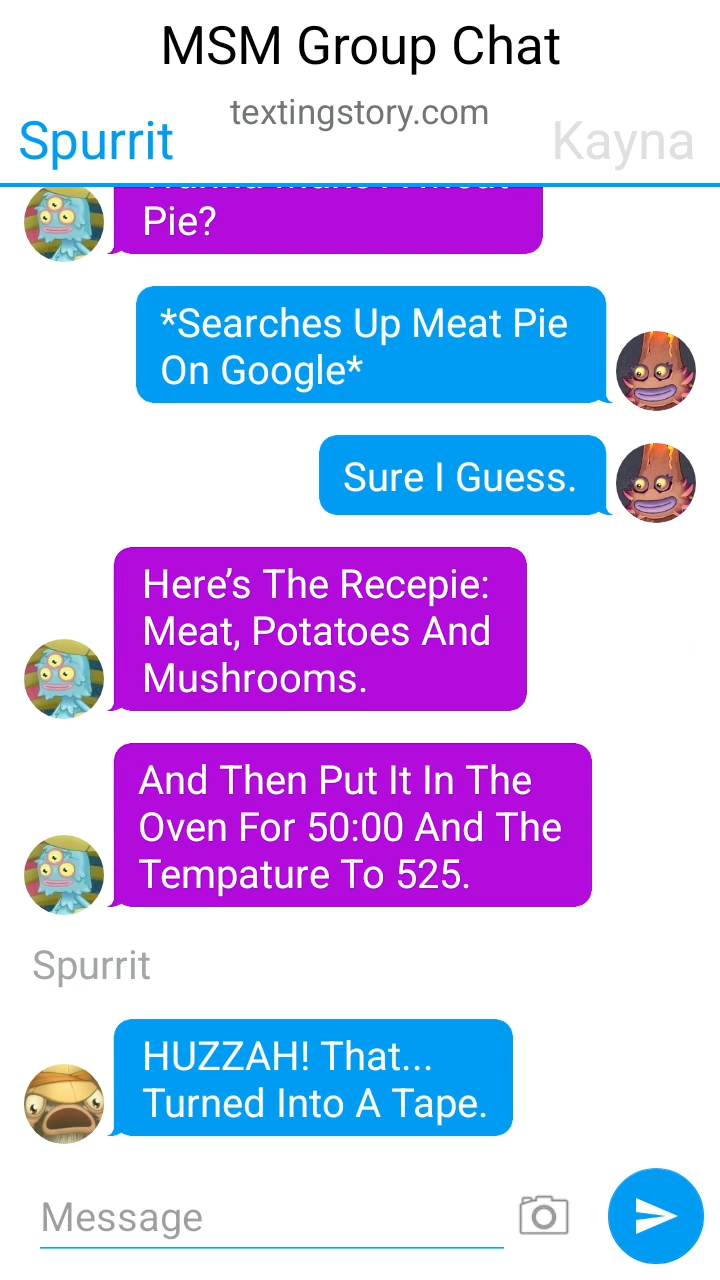 MSM Group Chat
textingstory.com
Spurrit
Kayna
Pie?
*Searches Up Meat Pie
On Google*
Sure I Guess.
Here’s The Recepie:
Meat, Potatoes And
Mushrooms.
And Then Put It In The
Oven For 50:00 And The
Tempature To 525.
Spurrit
HUZZAH! That...
Turned Into A Tape.
Message